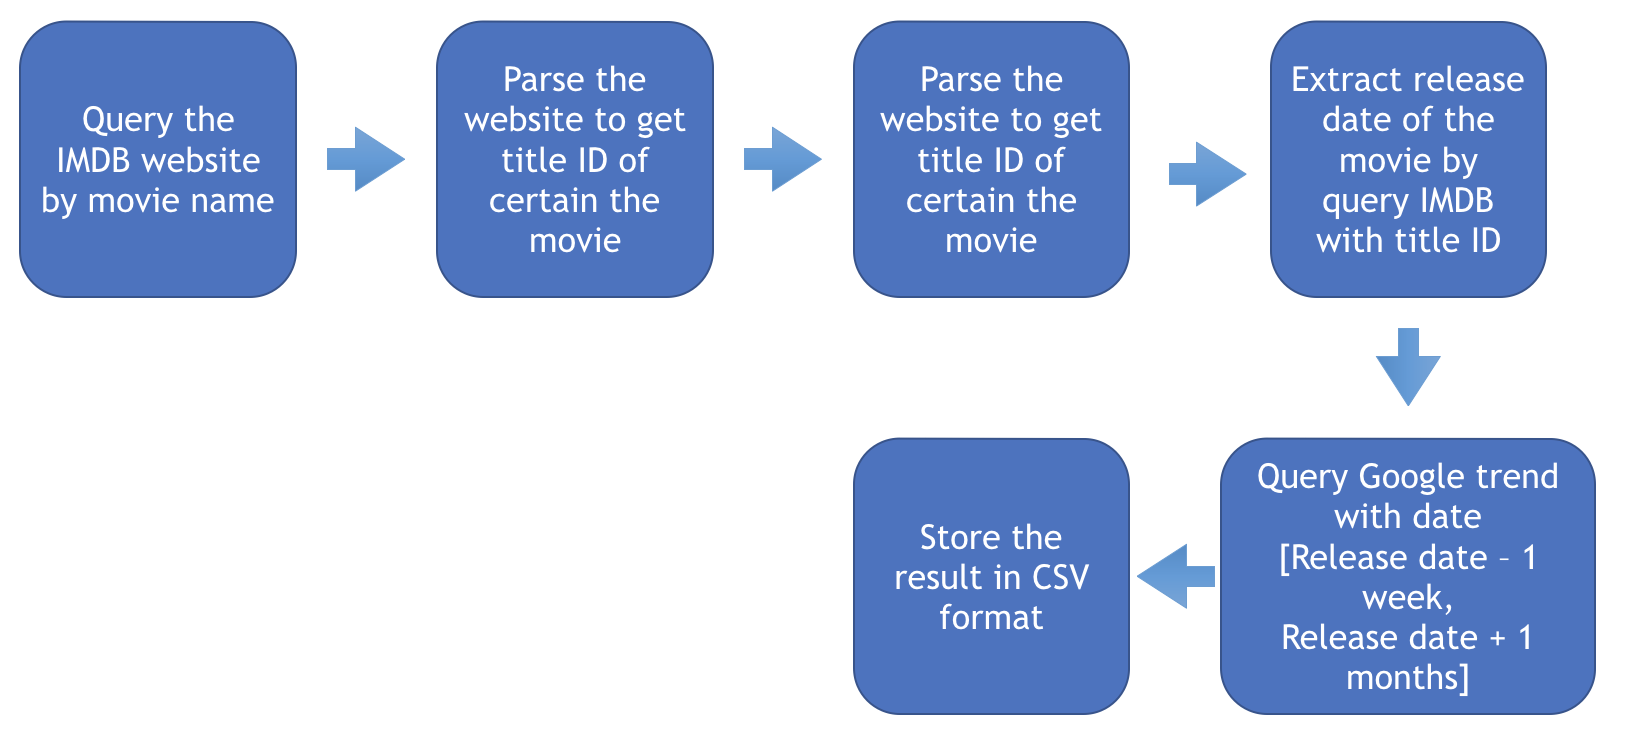 Query the
IMDB website
by movie name
Parse the
website to get
title ID of
certain the
movie
Parse the
website to get
title ID of
certain the
movie
Extract release
date of the
movie by
query IMDB
with title ID
Query Google trend
with date
[Release date – 1
week,
Release date + 1
months]
Store the
result in CSV
format